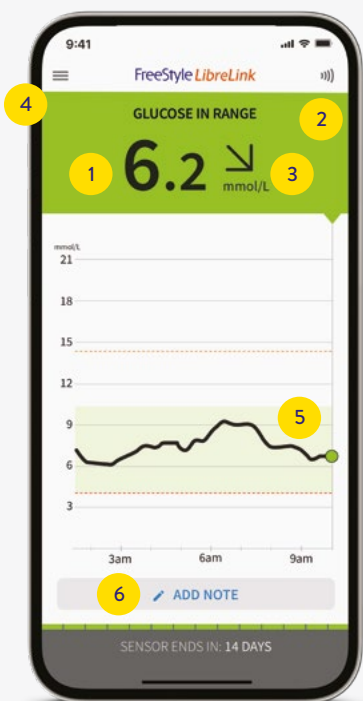 9:41
FreeStyle LibreLink
4
GLUCOSE IN RANGE
2
1
6.2
mmol/L
3
mmol/L
21
18
15
12
9
5
6
3
3am 6am 9am
6
ADD NOTE
SENSOR ENDS IN: 14 DAYS